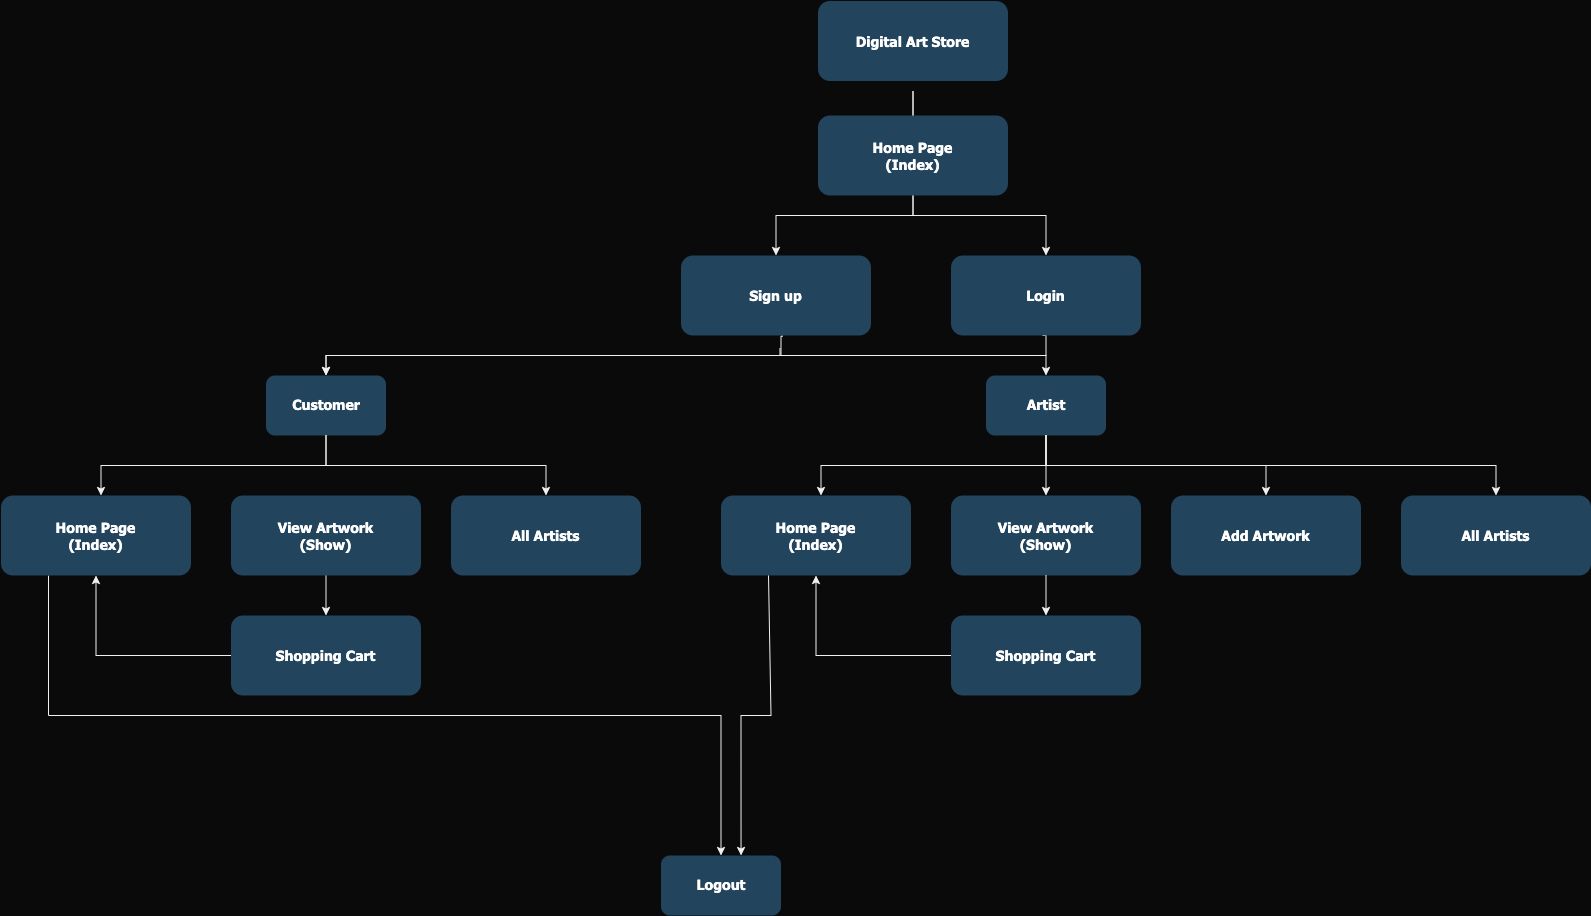 Digital Art Store
Home Page
(Index)
Sign up
Login
Customer
Artist
Home Page
(Index)
View Artwork
(Show)
All Artists
Home Page
(Index)
View Artwork
(Show)
Add Artwork
All Artists
Shopping Cart
Shopping Cart
Logout